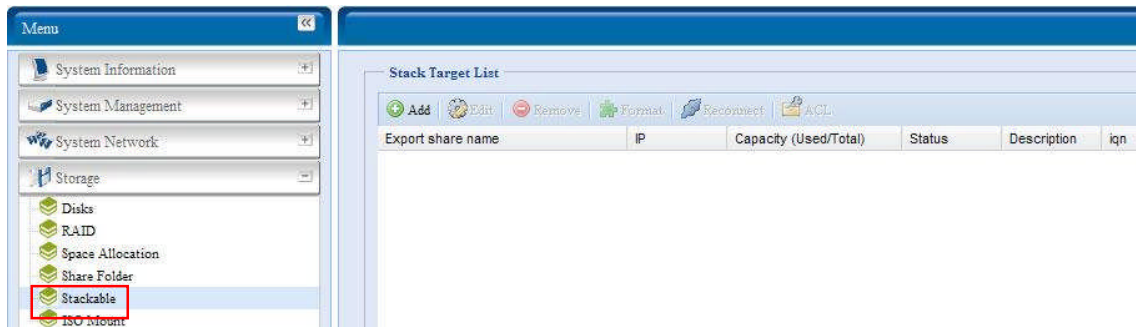 Menu
System Information
System Management
System Network
Storage
Disks
RAID
Space Allocation
Share Folder
Stackable
ISO Mount
Stack Target List
Add Edit Remove Format Reconnect ACL
Export share name IP Capacity (Used/Total) Status Description iqn